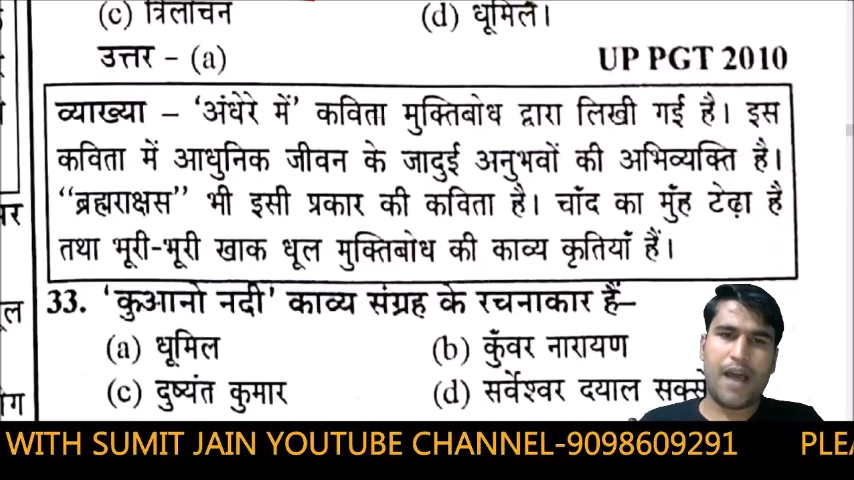 (c) त्रिलोचन (d) धूमिल।
उत्तर – (a) UP PGT 2010
व्याख्या – ‘अंधेरे में’ कविता मुक्तिबोध द्वारा लिखी गई है। इस
कविता में आधुनिक जीवन के जादुई अनुभवों की अभिव्यक्ति है।
“ब्रह्मराक्षस” भी इसी प्रकार की कविता है। चाँद का मुँह टेढ़ा है
तथा भूरी-भूरी खाक धूल मुक्तिबोध की काव्य कृतियाँ हैं।
33. ‘कुआनो नदी’ काव्य संग्रह के रचनाकार हैं–
(a) धूमिल (b) कुँवर नारायण
(c) दुष्यंत कुमार (d) सर्वेश्वर दयाल
WITH SUMIT JAIN YOUTUBE CHANNEL-9098609291